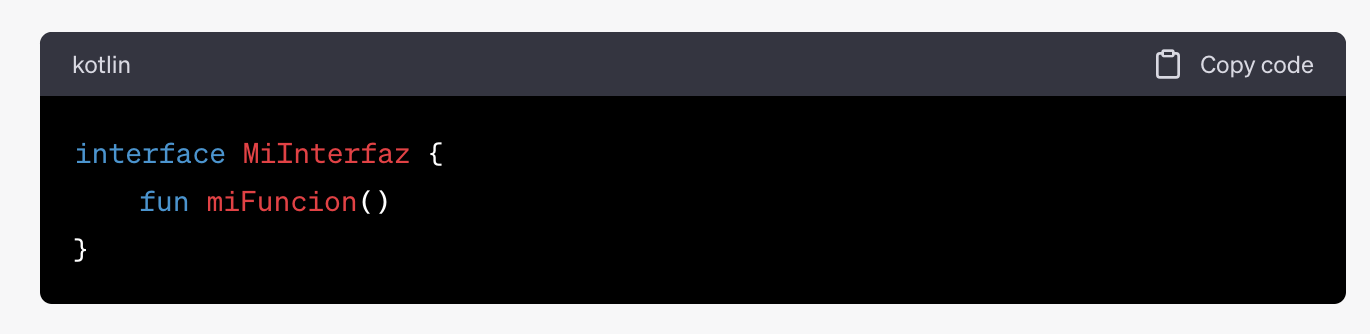 kotlin
Copy code
interface MiInterfaz {
    fun miFuncion()
}